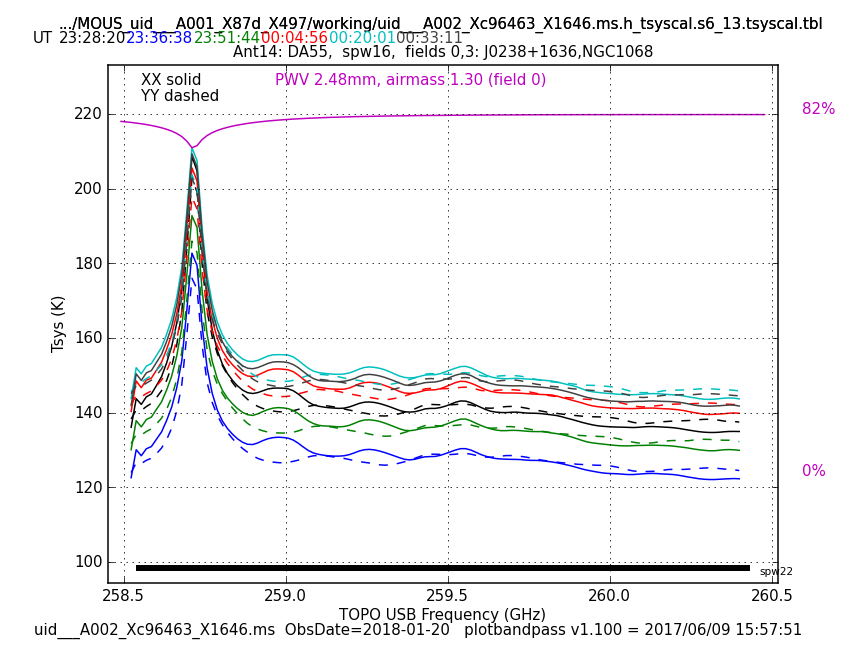 .../MOUS_uid___A001_X87d_X497/working/uid___A002_Xc96463_X1646.ms.h_tsyscal.s6_13.tsyscal.tbl
UT 23:28:20 23:36:38 23:51:44 00:04:56 00:20:01 00:33:11
Ant14: DA55, spw16, fields 0,3: J0238+1636,NGC1068
XX solid
PWV 2.48mm, airmass 1.30 (field 0)
YY dashed
82%
220
200
180
160
140
120
100
0%
Tsys (K)
spw22
258.5 259.0 259.5 260.0 260.5
TOPO USB Frequency (GHz)
uid___A002_Xc96463_X1646.ms ObsDate=2018-01-20 plotbandpass v1.100 = 2017/06/09 15:57:51